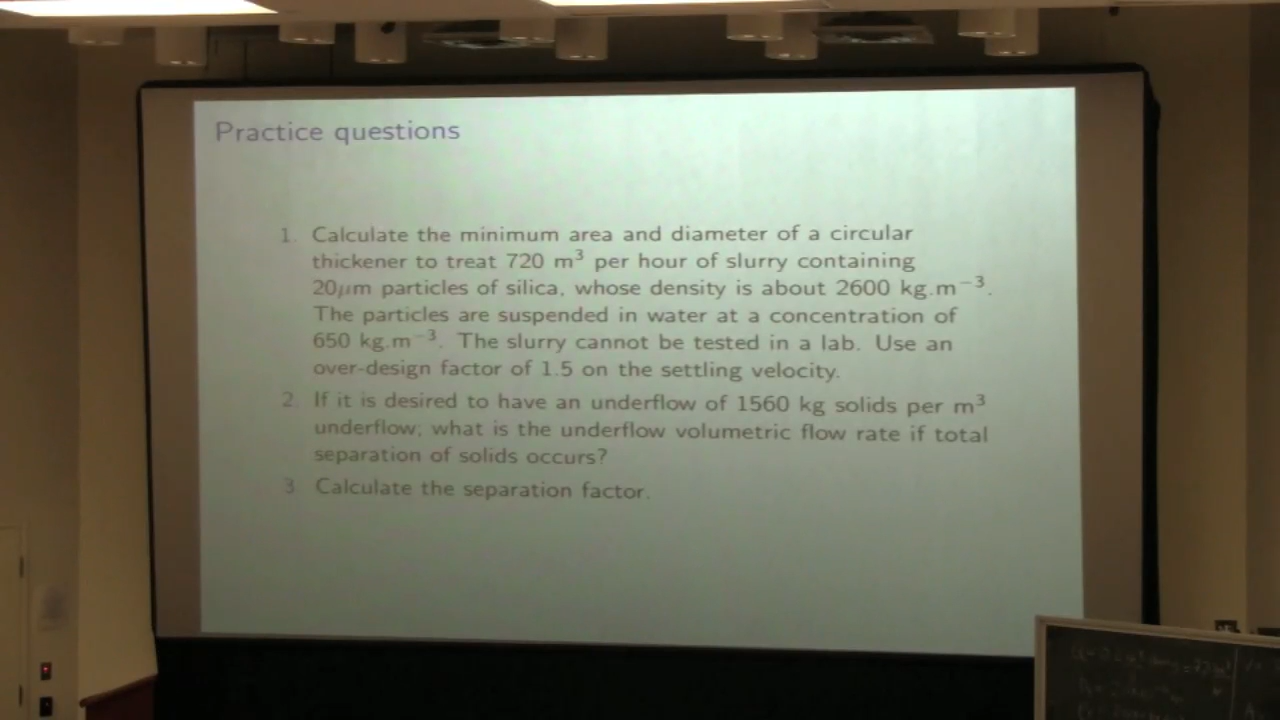 Practice questions
1. Calculate the minimum area and diameter of a circular
thickener to treat 720 m³ per hour of slurry containing
20μm particles of silica, whose density is about 2600 kg.m⁻³.
The particles are suspended in water at a concentration of
650 kg.m⁻³. The slurry cannot be tested in a lab. Use an
over-design factor of 1.5 on the settling velocity.
2. If it is desired to have an underflow of 1560 kg solids per m³
underflow, what is the underflow volumetric flow rate if total
separation of solids occurs?
3 Calculate the separation factor.